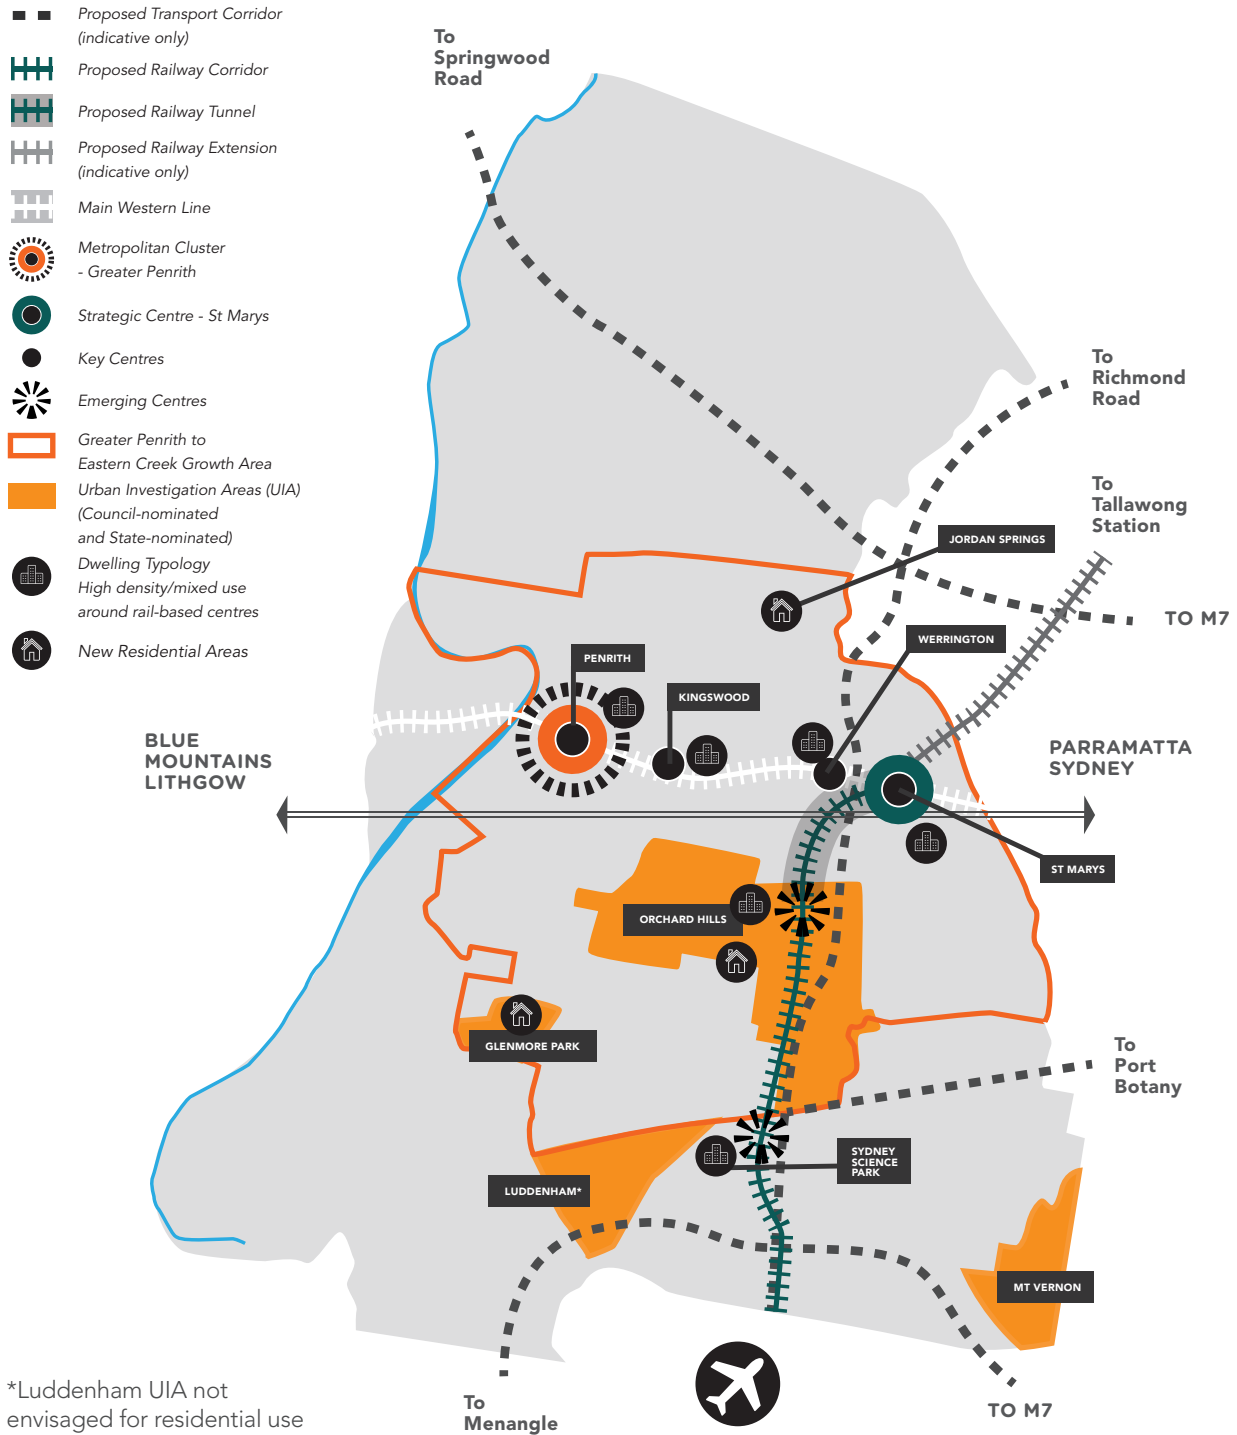 Proposed Transport Corridor
(indicative only)
Proposed Railway Corridor
Proposed Railway Tunnel
Proposed Railway Extension
(indicative only)
Main Western Line
Metropolitan Cluster
- Greater Penrith
Strategic Centre - St Marys
Key Centres
Emerging Centres
Greater Penrith to
Eastern Creek Growth Area
Urban Investigation Areas (UIA)
(Council-nominated
and State-nominated)
Dwelling Typology
High density/mixed use
around rail-based centres
New Residential Areas
To
Springwood
Road
To
Richmond
Road
To
Tallawong
Station
JORDAN SPRINGS
TO M7
WERRINGTON
PENRITH
KINGSWOOD
BLUE
MOUNTAINS
LITHGOW
PARRAMATTA
SYDNEY
ST MARYS
ORCHARD HILLS
GLENMORE PARK
To
Port
Botany
SYDNEY
SCIENCE
PARK
LUDDENHAM*
MT VERNON
To
Menangle
TO M7
*Luddenham UIA not
envisaged for residential use